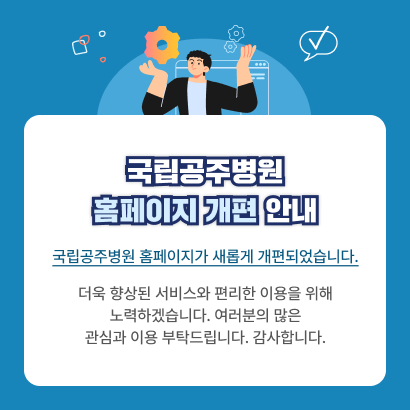 국립공주병원
홈페이지 개편 안내
국립공주병원 홈페이지가 새롭게 개편되었습니다.
더욱 향상된 서비스와 편리한 이용을 위해
노력하겠습니다. 여러분의 많은
관심과 이용 부탁드립니다. 감사합니다.